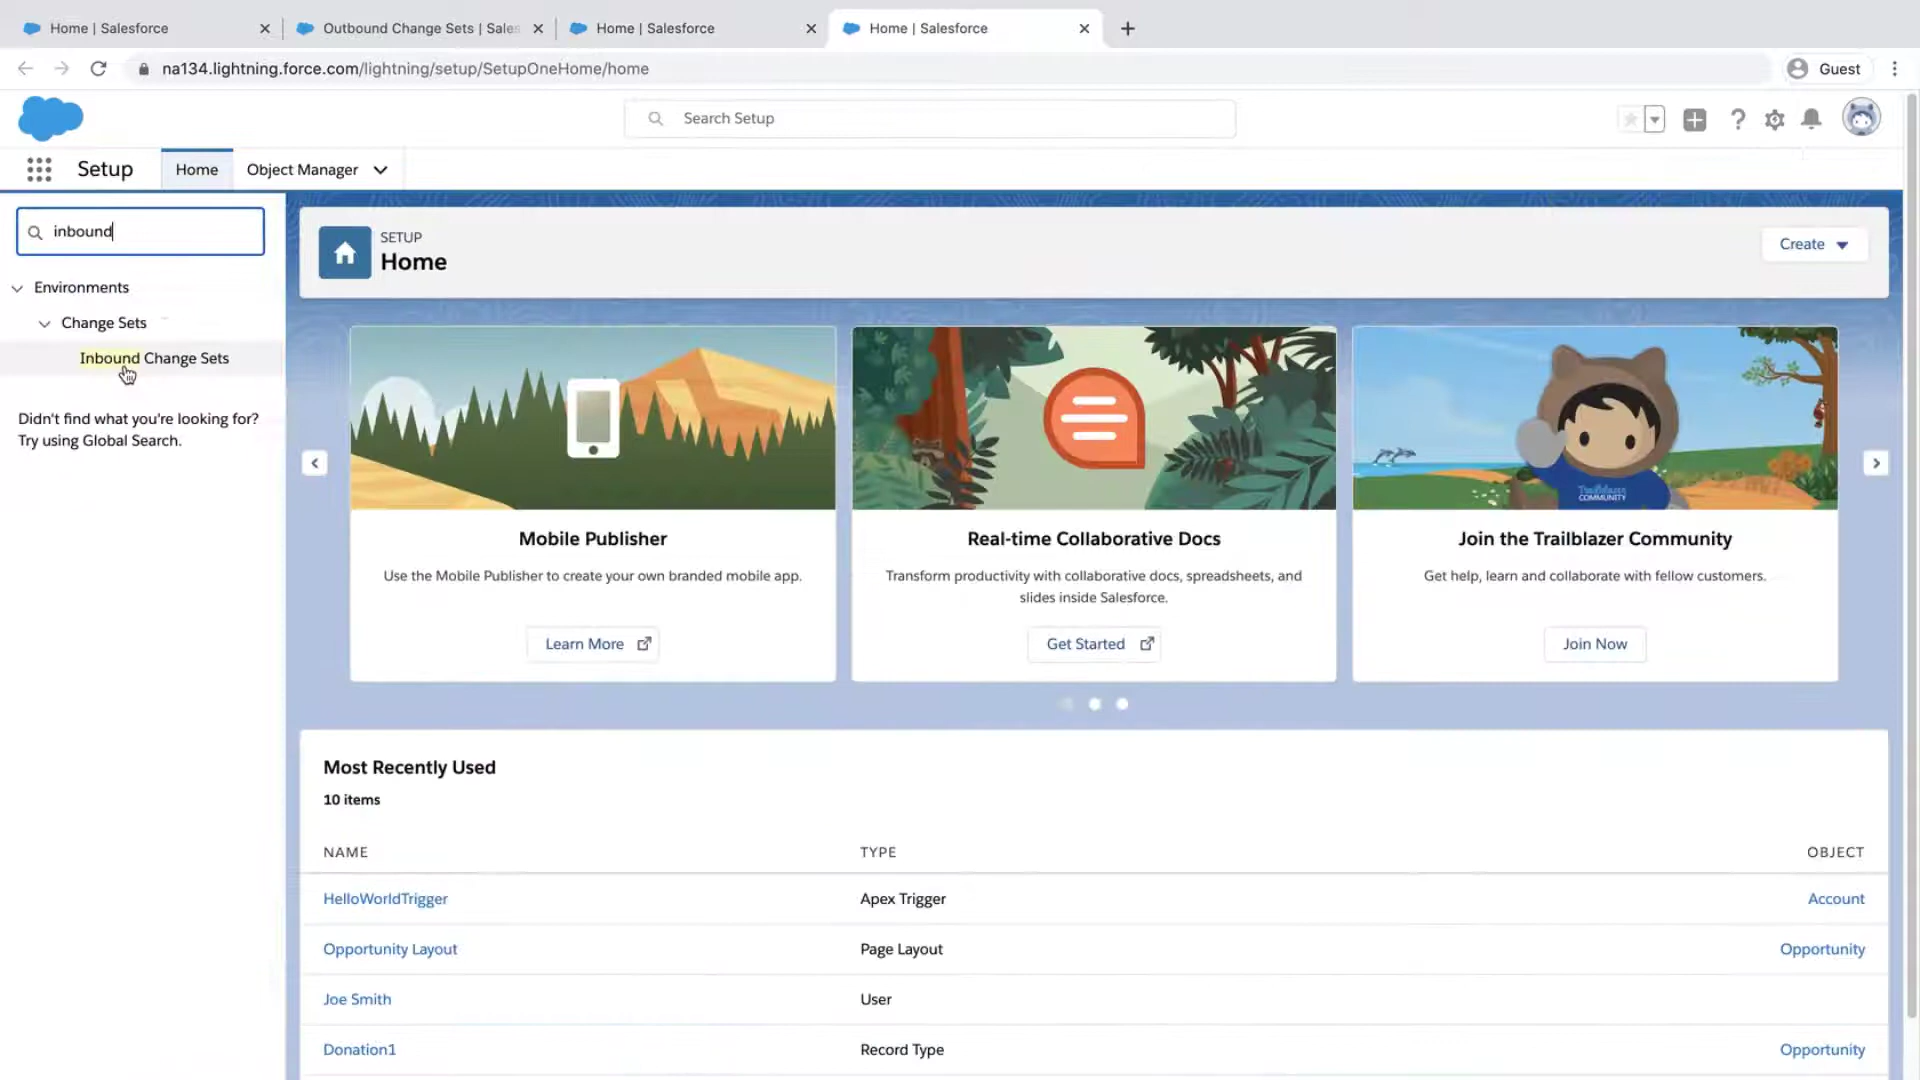 Home | Salesforce
Outbound Change Sets | Sales
Home | Salesforce
Home | Salesforce
na134.lightning.force.com/lightning/setup/SetupOneHome/home
Guest
Search Setup
Setup
Home
Object Manager
inbound
Environments
Change Sets
Inbound Change Sets
Didn't find what you're looking for?
Try using Global Search.
SETUP
Home
Create
Mobile Publisher
Use the Mobile Publisher to create your own branded mobile app.
Learn More
Real-time Collaborative Docs
Transform productivity with collaborative docs, spreadsheets, and
slides inside Salesforce.
Get Started
Trailblazer
COMMUNITY
Join the Trailblazer Community
Get help, learn and collaborate with fellow customers.
Join Now
Most Recently Used
10 items
NAME TYPE OBJECT
HelloWorldTrigger Apex Trigger Account
Opportunity Layout Page Layout Opportunity
Joe Smith User
Donation1 Record Type Opportunity